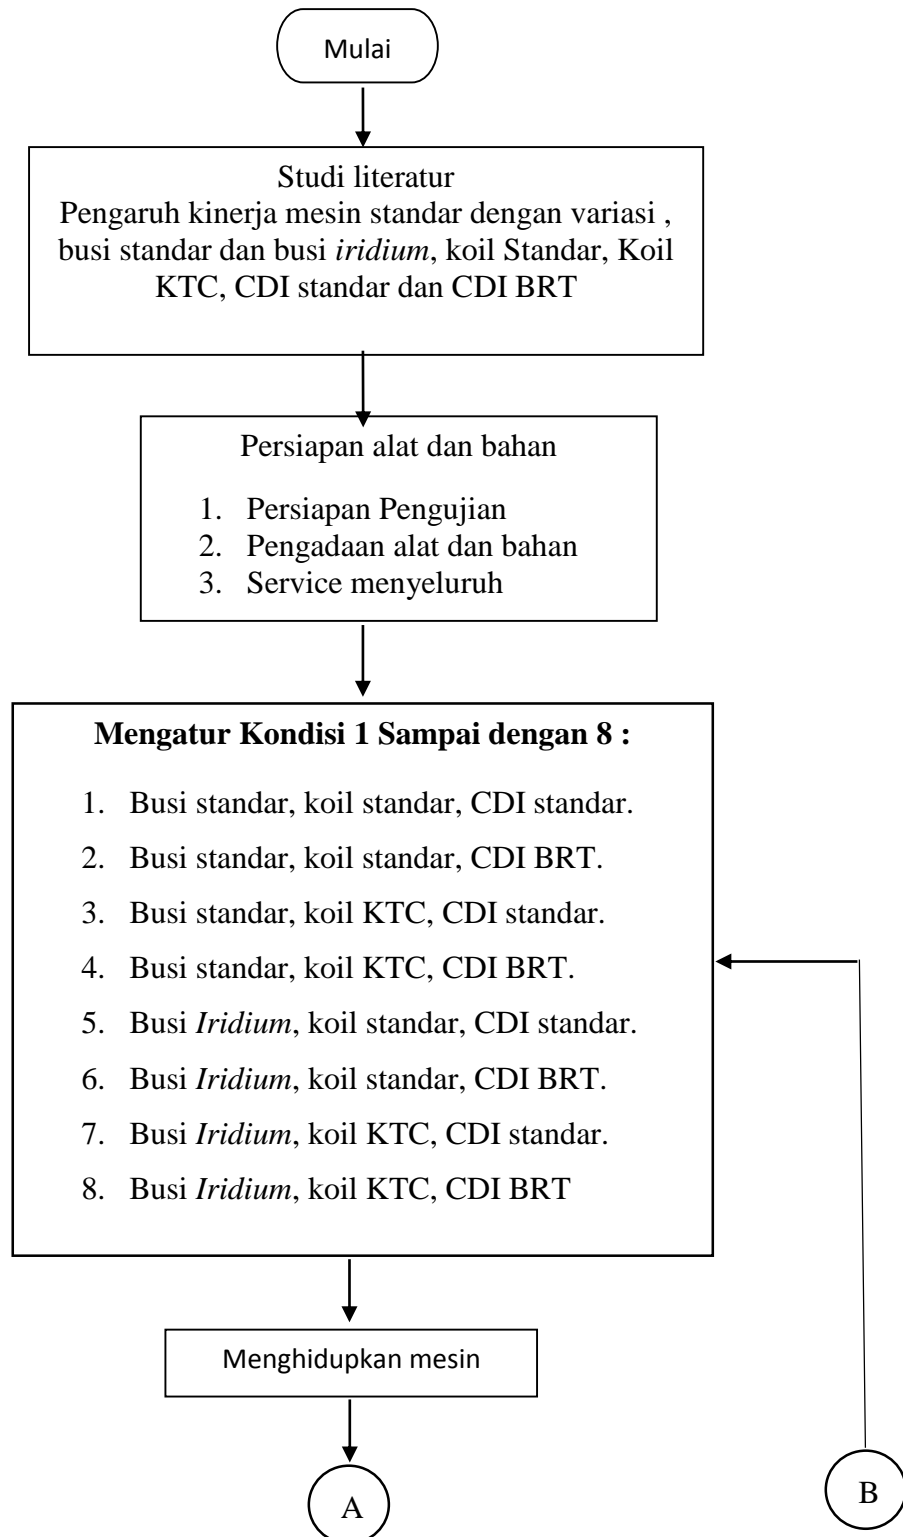 Mulai
Studi literatur
Pengaruh kinerja mesin standar dengan variasi ,
busi standar dan busi iridium, koil Standar, Koil
KTC, CDI standar dan CDI BRT
Persiapan alat dan bahan
1. Persiapan Pengujian
2. Pengadaan alat dan bahan
3. Service menyeluruh
Mengatur Kondisi 1 Sampai dengan 8 :
1. Busi standar, koil standar, CDI standar.
2. Busi standar, koil standar, CDI BRT.
3. Busi standar, koil KTC, CDI standar.
4. Busi standar, koil KTC, CDI BRT.
5. Busi Iridium, koil standar, CDI standar.
6. Busi Iridium, koil standar, CDI BRT.
7. Busi Iridium, koil KTC, CDI standar.
8. Busi Iridium, koil KTC, CDI BRT
Menghidupkan mesin
A
B